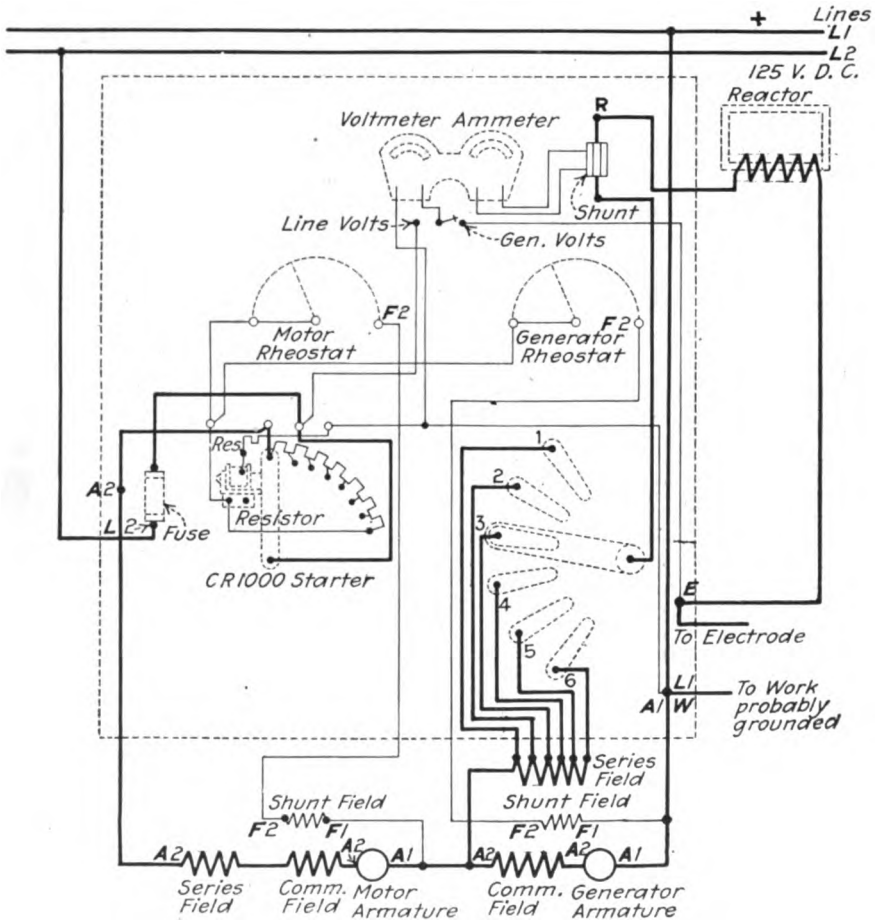 + Lines
L1
L2
125 V. D. C.
Reactor
R
Voltmeter Ammeter
Shunt
Line Volts
Gen. Volts
F2
Motor
Rheostat
F2
Generator
Rheostat
1
Res.
2
A2
3
L2
Fuse
Resistor
CR1000 Starter
4
E
5
To Electrode
6
L1
A1 W
To Work
probably
grounded
Series
Field
Shunt Field
Shunt Field
F2 F1
F2 F1
A2
A2 A1
A2
A2 A1
Series
Field
Comm.
Field
Motor
Armature
Comm.
Field
Generator
Armature